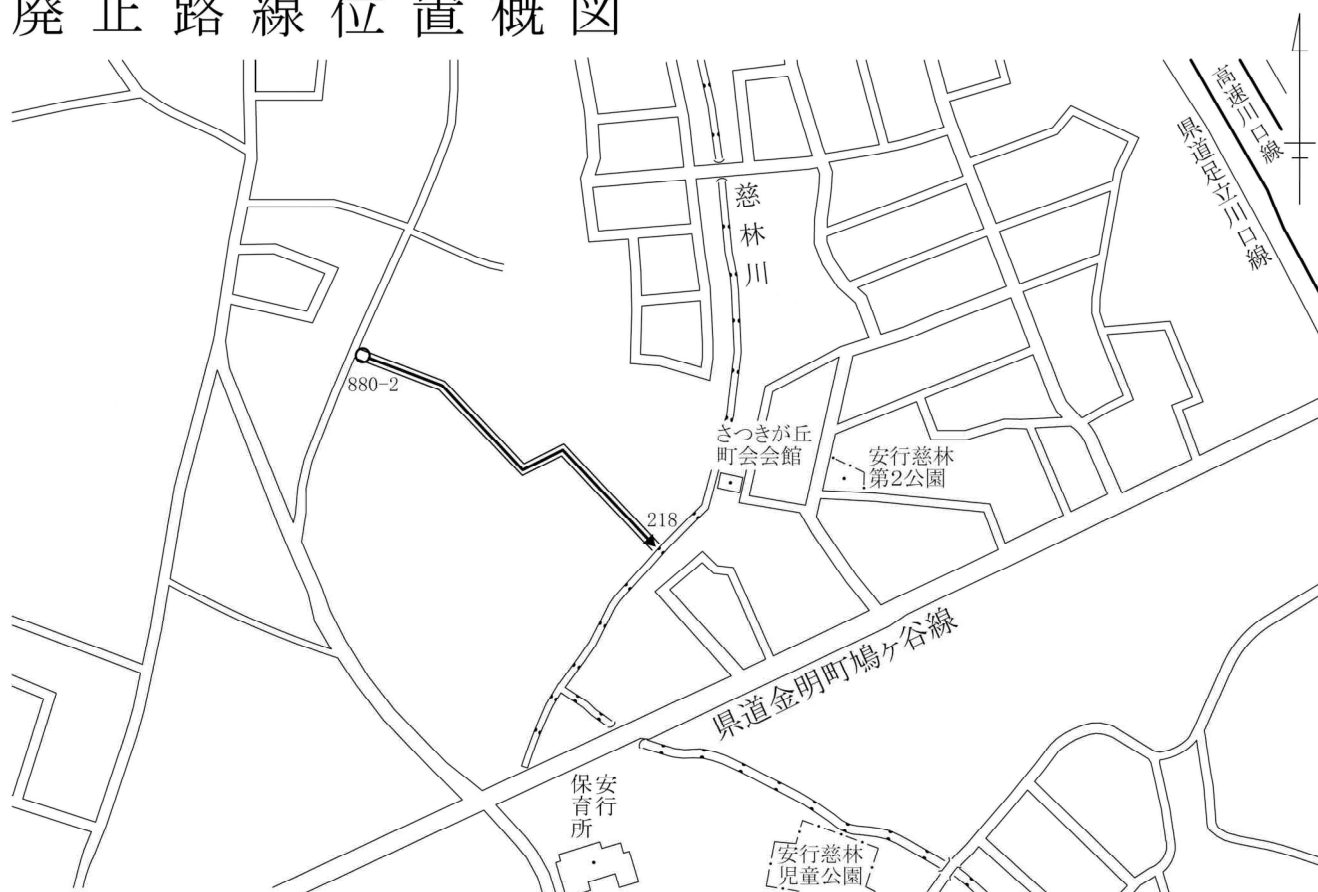 廃止路線位置概図
高速川口線
県道足立川口線
慈林川
880-2
さつきが丘
町会会館
安行慈林
第2公園
218
県道金明町鳩ヶ谷線
安行
保育所
安行慈林
児童公園